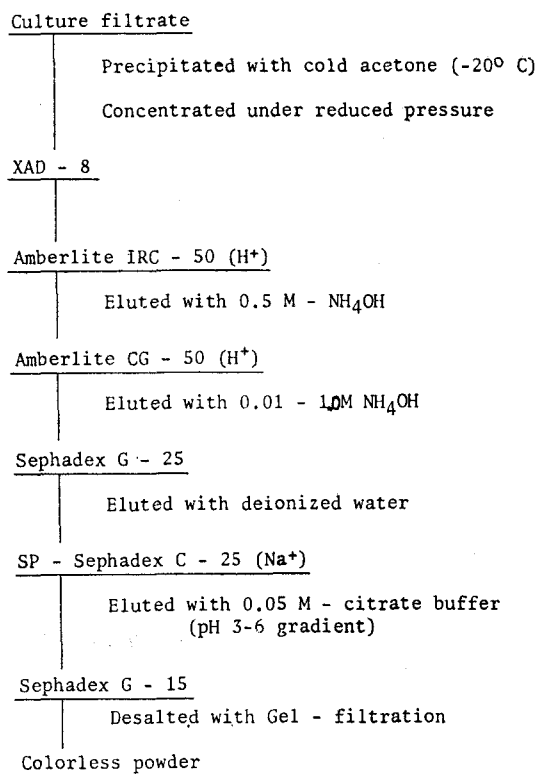 Culture filtrate
Precipitated with cold acetone (-20º C)
Concentrated under reduced pressure
XAD - 8
Amberlite IRC - 50 (H⁺)
Eluted with 0.5 M - NH₄OH
Amberlite CG - 50 (H⁺)
Eluted with 0.01 - 1.0M NH₄OH
Sephadex G - 25
Eluted with deionized water
SP - Sephadex C - 25 (Na⁺)
Eluted with 0.05 M - citrate buffer
(pH 3-6 gradient)
Sephadex G - 15
Desalted with Gel - filtration
Colorless powder